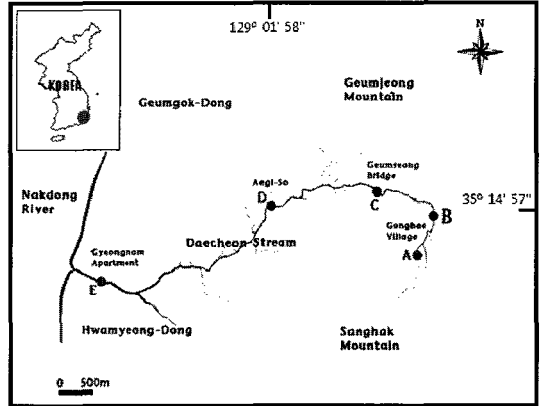 129° 01' 58"
N
KOREA
Geumjeong
Mountain
Geumgok-Dong
Geumseong
Bridge
Aegi-So
Nakdong
River
D
C
35° 14' 57"
B
Gonghae
Village
Daecheon Stream
Gyeongnam
Apartment
A
E
Hwamyeong-Dong
Sanghak
Mountain
0 500m